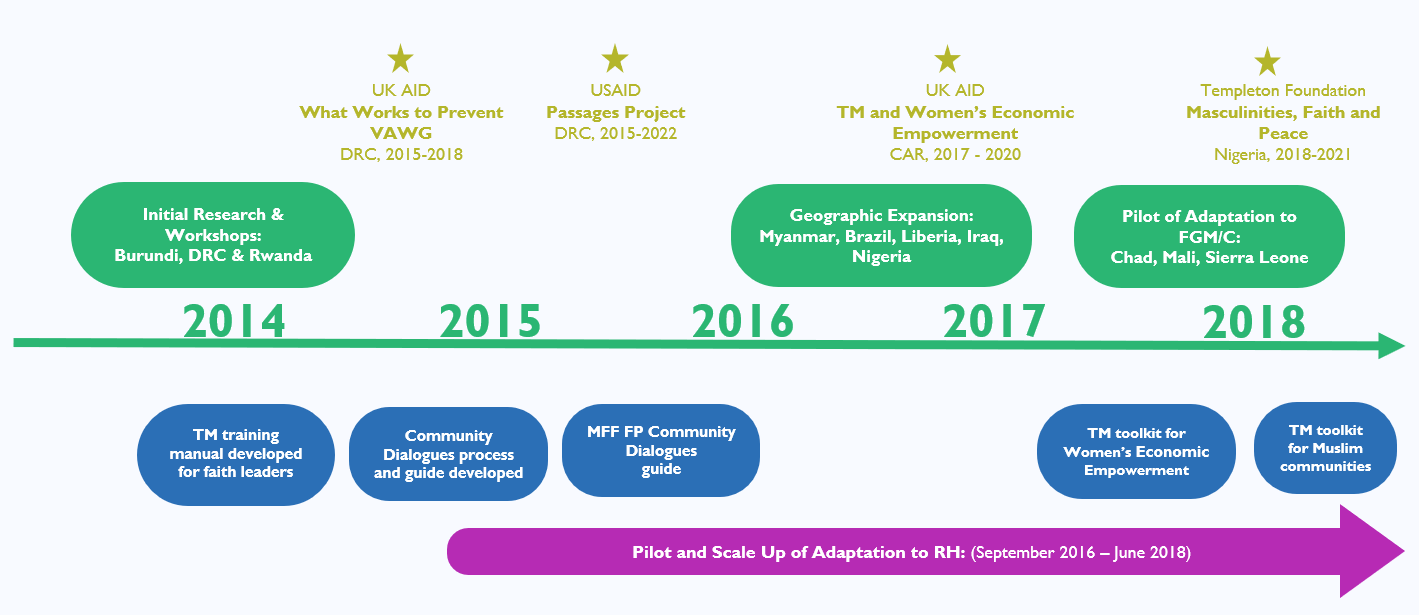 UK AID
What Works to Prevent
VAWG
DRC, 2015-2018
USAID
Passages Project
DRC, 2015-2022
UK AID
TM and Women's Economic
Empowerment
CAR, 2017 - 2020
Templeton Foundation
Masculinities, Faith and
Peace
Nigeria, 2018-2021
Initial Research &
Workshops:
Burundi, DRC & Rwanda
Geographic Expansion:
Myanmar, Brazil, Liberia, Iraq,
Nigeria
Pilot of Adaptation to
FGM/C:
Chad, Mali, Sierra Leone
2014
2015
2016
2017
2018
TM training
manual developed
for faith leaders
Community
Dialogues process
and guide developed
MFF FP Community
Dialogues
guide
TM toolkit for
Women's Economic
Empowerment
TM toolkit
for Muslim
communities
Pilot and Scale Up of Adaptation to RH: (September 2016 – June 2018)